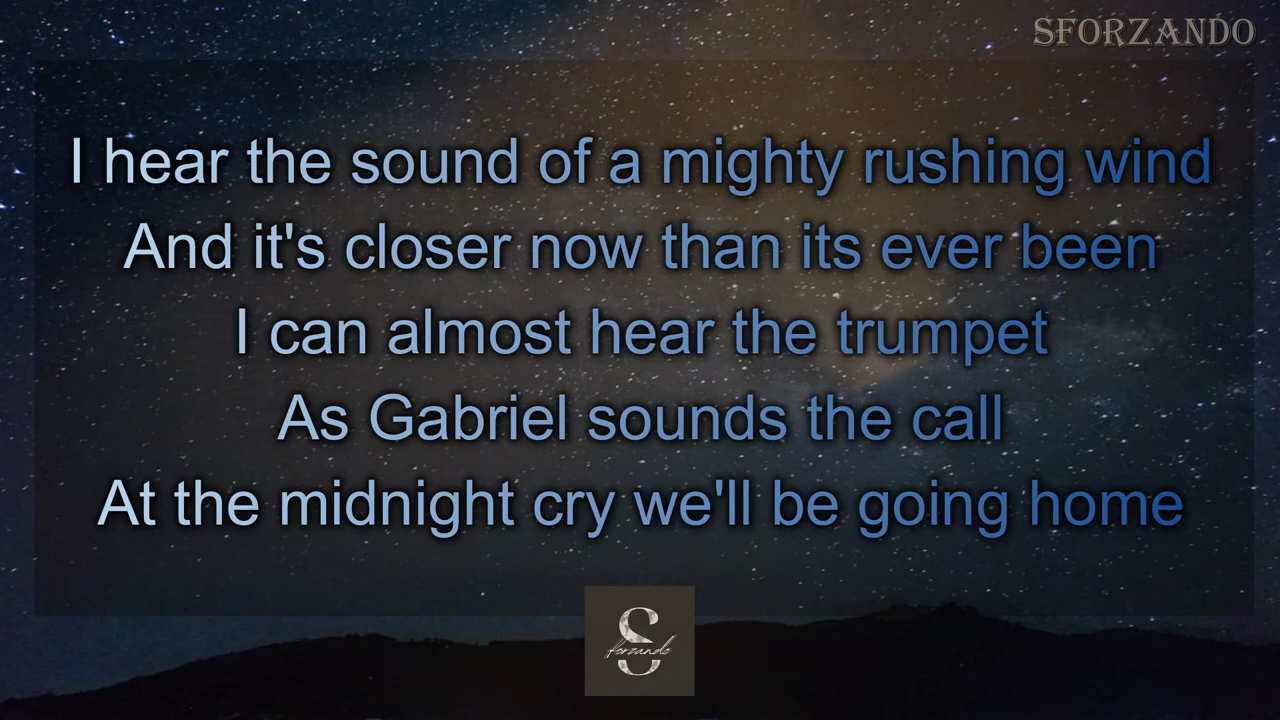 SFORZANDO
I hear the sound of a mighty rushing wind
And it's closer now than its ever been
I can almost hear the trumpet
As Gabriel sounds the call
At the midnight cry we'll be going home
S
forzando